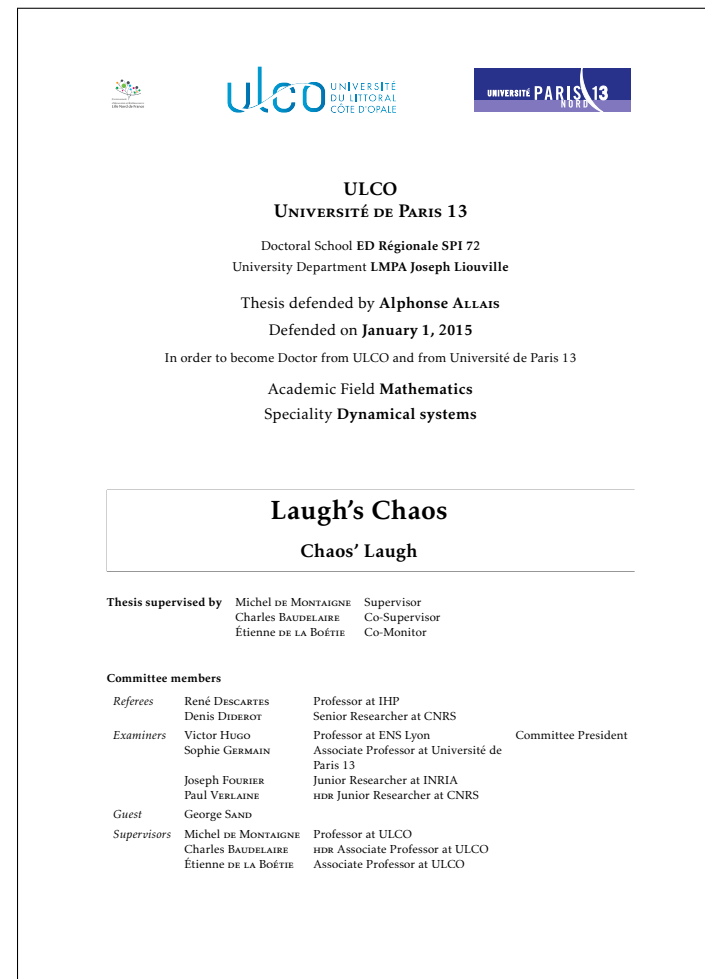 ulco UNIVERSITÉ
DU LITTORAL
CÔTE D'OPALE
UNIVERSITÉ PARIS 13
NORD
ULCO
Université de Paris 13
Doctoral School ED Régionale SPI 72
University Department LMPA Joseph Liouville
Thesis defended by Alphonse Allais
Defended on January 1, 2015
In order to become Doctor from ULCO and from Université de Paris 13
Academic Field Mathematics
Speciality Dynamical systems
Laugh's Chaos
Chaos' Laugh
Thesis supervised by Michel de Montaigne Supervisor
Charles Baudelaire Co-Supervisor
Étienne de la Boétie Co-Monitor
Committee members
Referees René Descartes Professor at IHP
Denis Diderot Senior Researcher at CNRS
Examiners Victor Hugo Professor at ENS Lyon Committee President
Sophie Germain Associate Professor at Université de
Paris 13
Joseph Fourier Junior Researcher at INRIA
Paul Verlaine HDR Junior Researcher at CNRS
Guest George Sand
Supervisors Michel de Montaigne Professor at ULCO
Charles Baudelaire HDR Associate Professor at ULCO
Étienne de la Boétie Associate Professor at ULCO